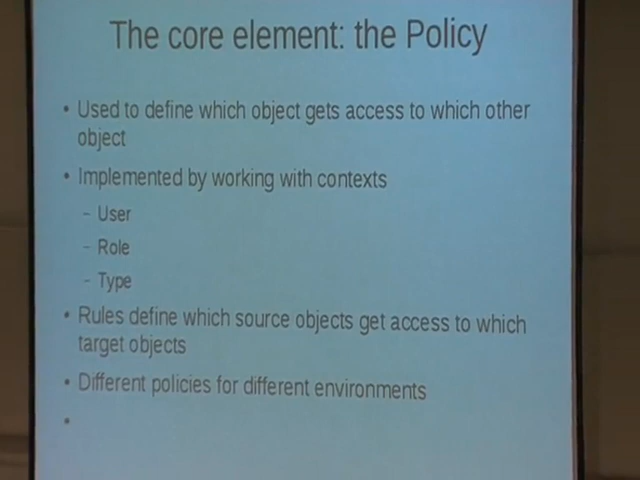 The core element: the Policy
• Used to define which object gets access to which other
object
• Implemented by working with contexts
– User
– Role
– Type
• Rules define which source objects get access to which
target objects
• Different policies for different environments
•